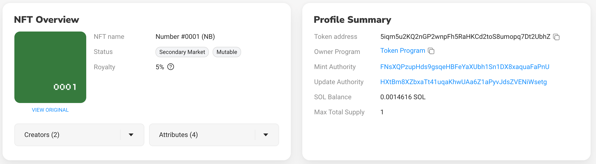 NFT Overview
NFT name Number #0001 (NB)
Status Secondary Market Mutable
Royalty 5%
0001
VIEW ORIGINAL
Creators (2)
Attributes (4)
Profile Summary
Token address 5iqm5u2KQ2nGP2wnpFh5RaHKCd2toS8umopq7Dt2UbhZ
Owner Program Token Program
Mint Authority FNsXQPzupHds9gsqeHBFeYaXUbh1Sn1DX8xaquaFaPnU
Update Authority HXtBm8XZbxaTt41uqaKhwUAa6Z1aPyvJdsZVENiWsetg
SOL Balance 0.0014616 SOL
Max Total Supply 1